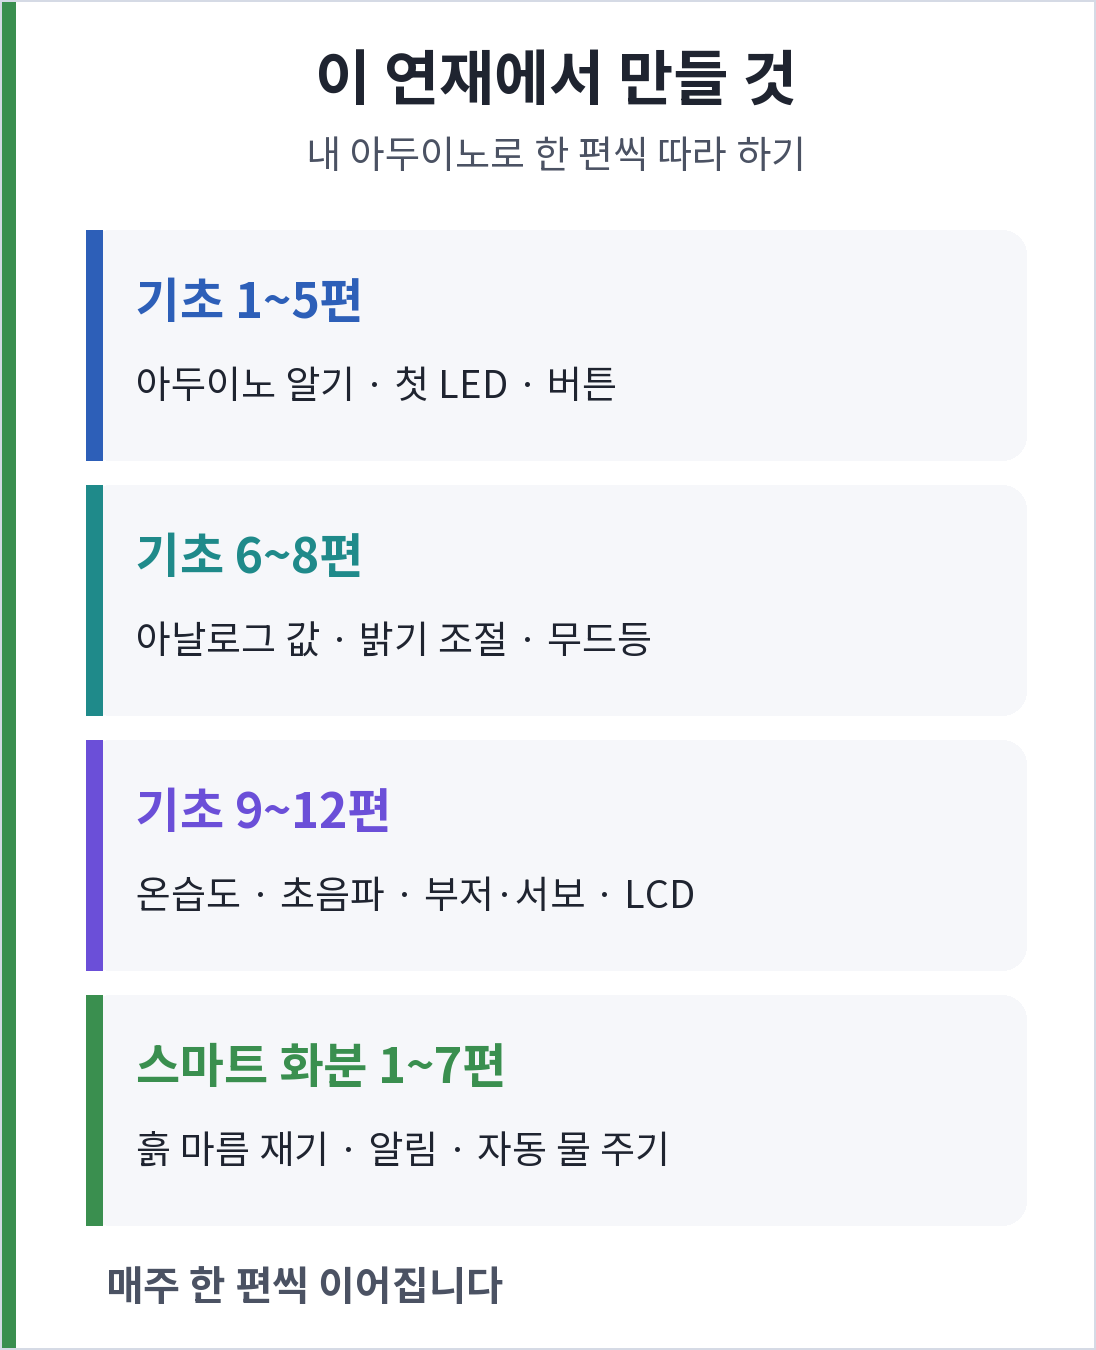 이 연재에서 만들 것
내 아두이노로 한 편씩 따라 하기
기초 1~5편
아두이노 알기 · 첫 LED · 버튼
기초 6~8편
아날로그 값 · 밝기 조절 · 무드등
기초 9~12편
온습도 · 초음파 · 부저·서보 · LCD
스마트 화분 1~7편
흙 마름 재기 · 알림 · 자동 물 주기
매주 한 편씩 이어집니다